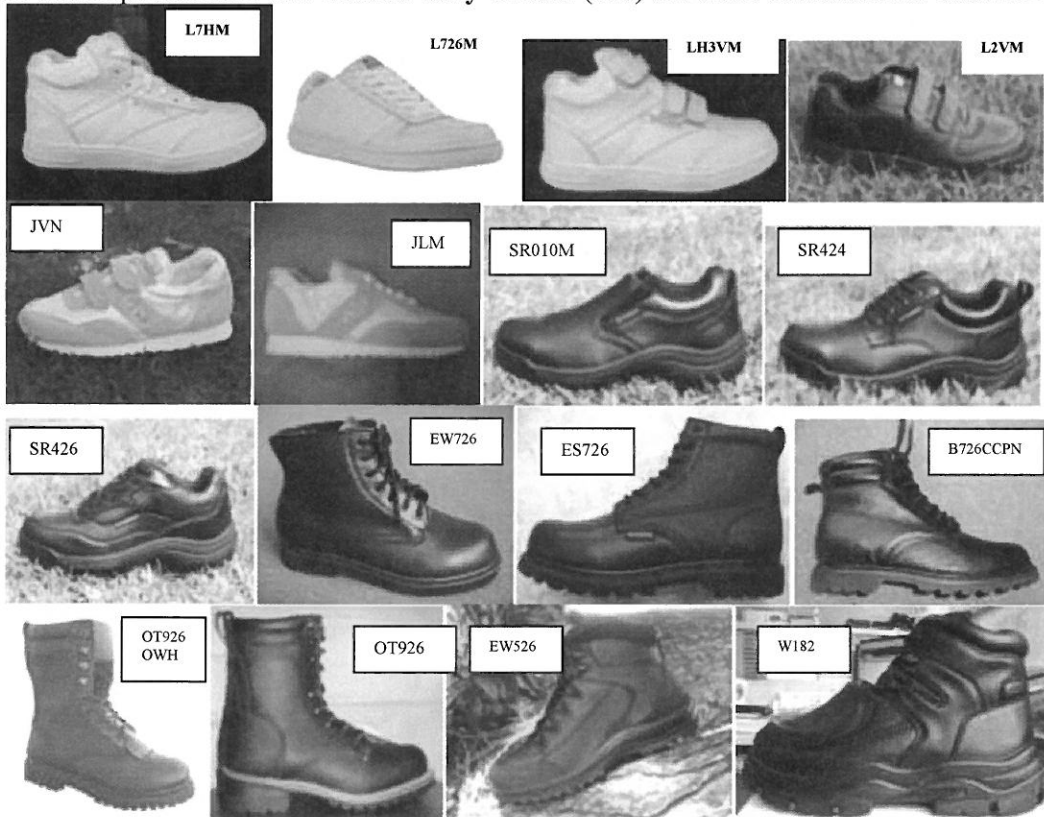 L7HM
L726M
LH3VM
L2VM
JVN
JLM
SR010M
SR424
SR426
EW726
ES726
B726CCPN
OT926
OWH
OT926
EW526
W182